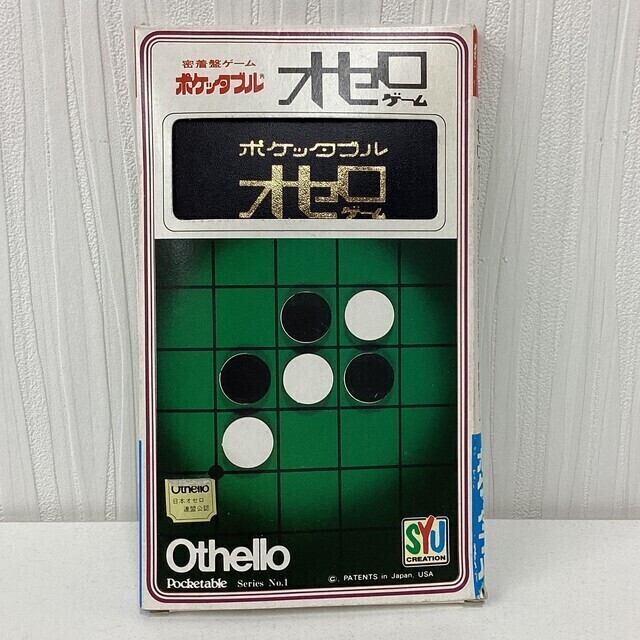 密着盤ゲーム
ポケッタブル
オセロ
ゲーム
ポケッタブル
オセロ
ゲーム
Othello
日本オセロ
連盟公認
Othello
Pocketable Series No.1
SYU
CREATION
©, PATENTS in Japan, USA